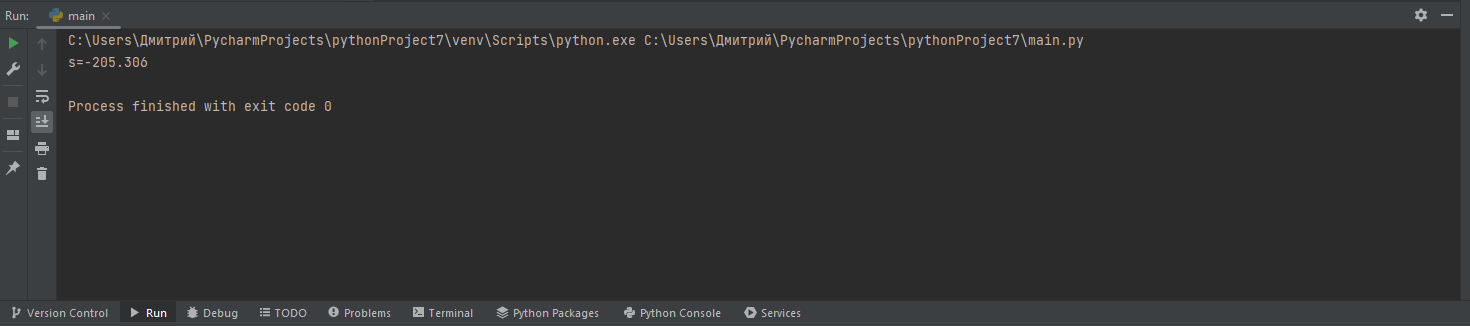 Run: main
C:\Users\Дмитрий\PycharmProjects\pythonProject7\venv\Scripts\python.exe C:\Users\Дмитрий\PycharmProjects\pythonProject7\main.py
s=-205.306
Process finished with exit code 0
Version Control Run Debug TODO Problems Terminal Python Packages Python Console Services